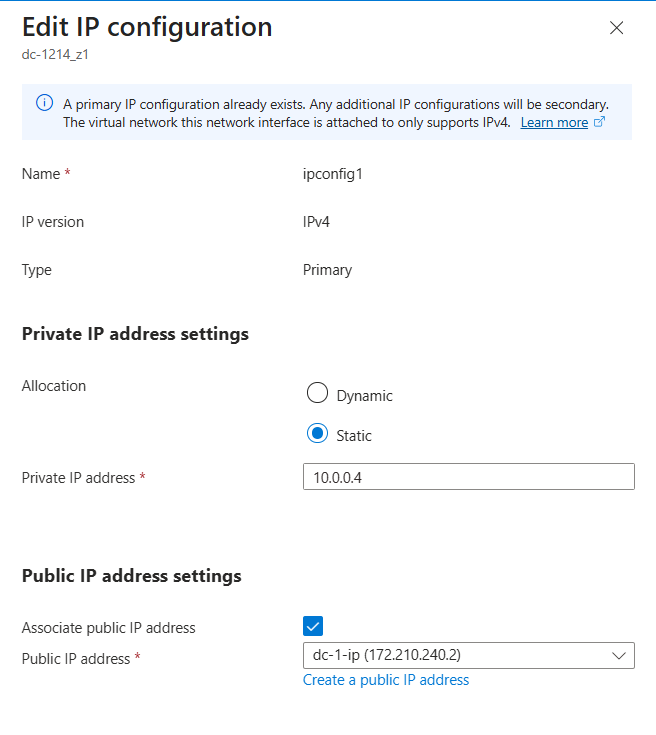 Edit IP configuration
dc-1214_z1
A primary IP configuration already exists. Any additional IP configurations will be secondary.
The virtual network this network interface is attached to only supports IPv4. Learn more
Name * ipconfig1
IP version IPv4
Type Primary
Private IP address settings
Allocation
Dynamic
Static
Private IP address * 10.0.0.4
Public IP address settings
Associate public IP address
Public IP address * dc-1-ip (172.210.240.2)
Create a public IP address